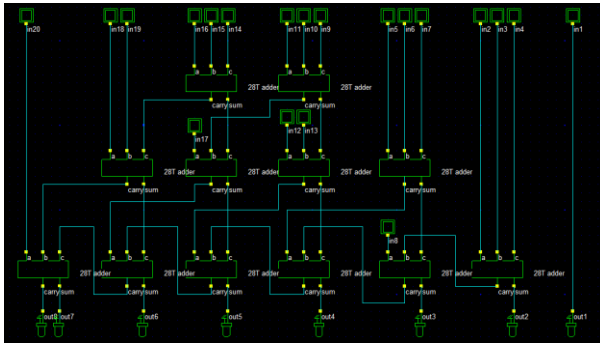 in20 in18 in19 in16 in15 in14 in11 in10 in9 in5 in6 in7 in2 in3 in4 in1
a b c a b c
28T adder 28T adder
carry sum carry sum
in17 in12 in13
a b c a b c a b c a b c
28T adder 28T adder 28T adder 28T adder
carry sum carry sum carry sum carry sum
in8
a b c a b c a b c a b c a b c a b c
28T adder 28T adder 28T adder 28T adder 28T adder 28T adder
carry sum carry sum carry sum carry sum carry sum carry sum
out8 out7 out6 out5 out4 out3 out2 out1